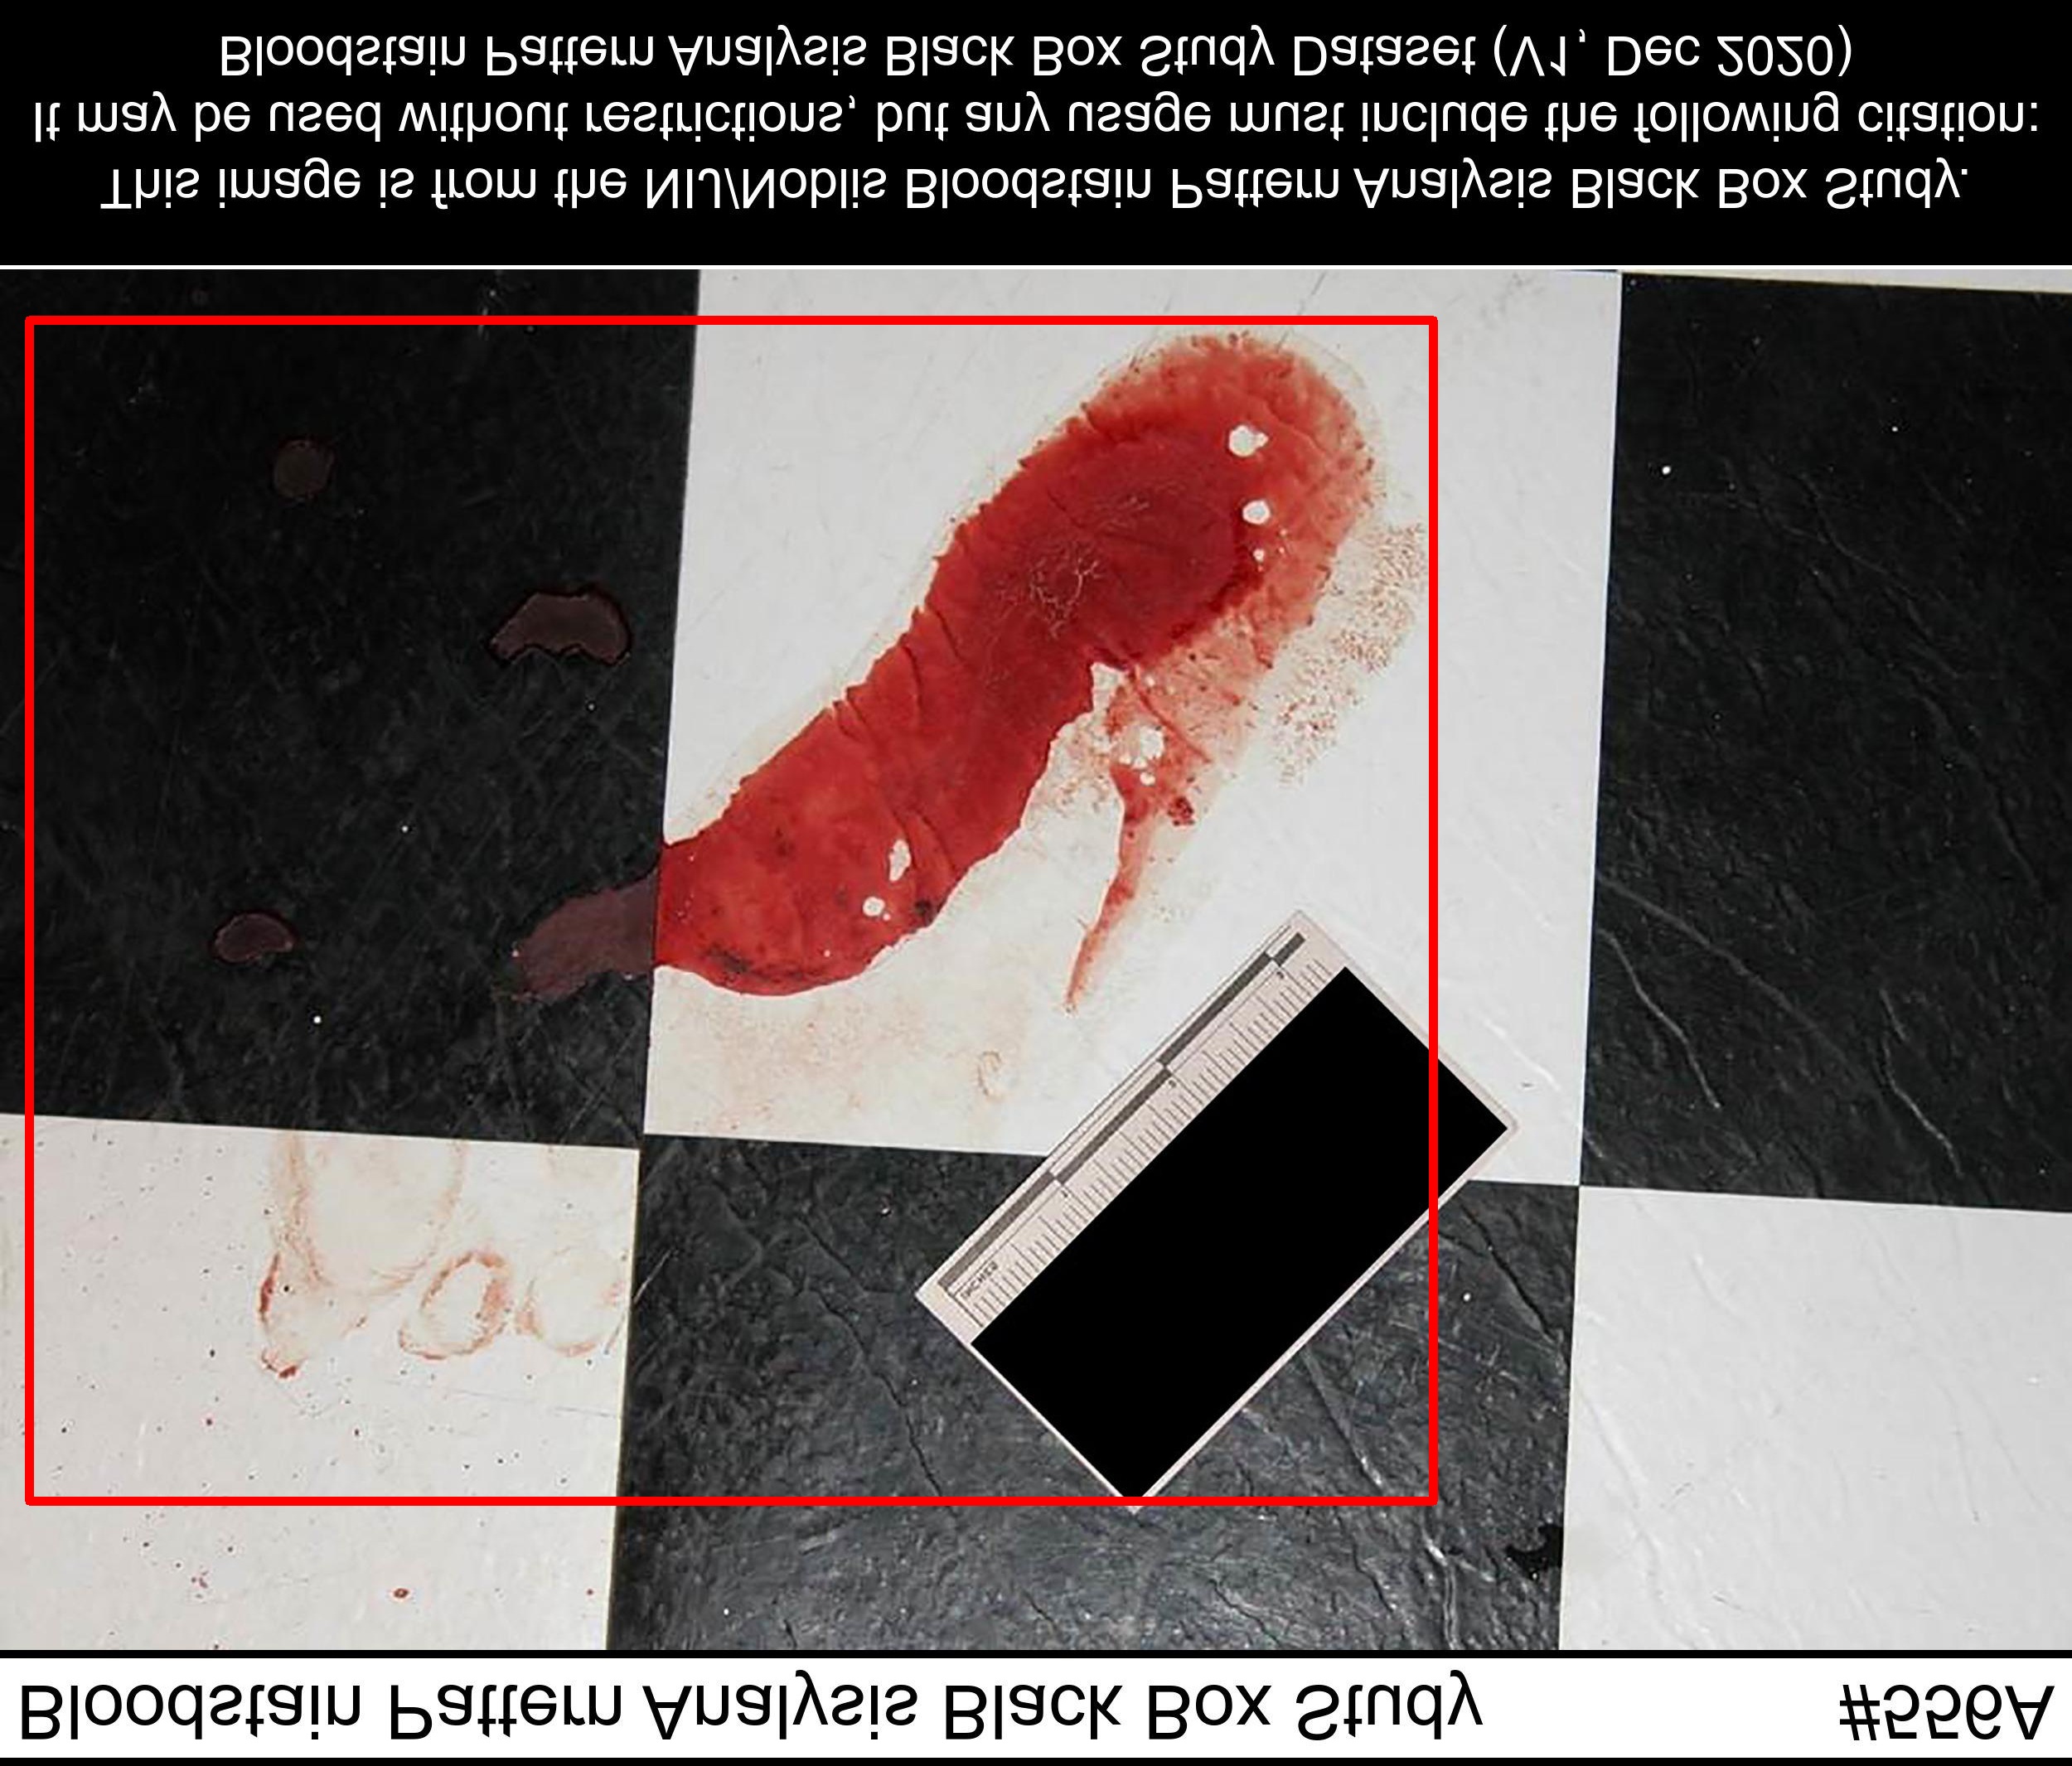 Bloodstain Pattern Analysis Black Box Study #556A
INCHES
This image is from the NIJ/Noblis Bloodstain Pattern Analysis Black Box Study.
It may be used without restrictions, but any usage must include the following citation:
Bloodstain Pattern Analysis Black Box Study Dataset (V1, Dec 2020)